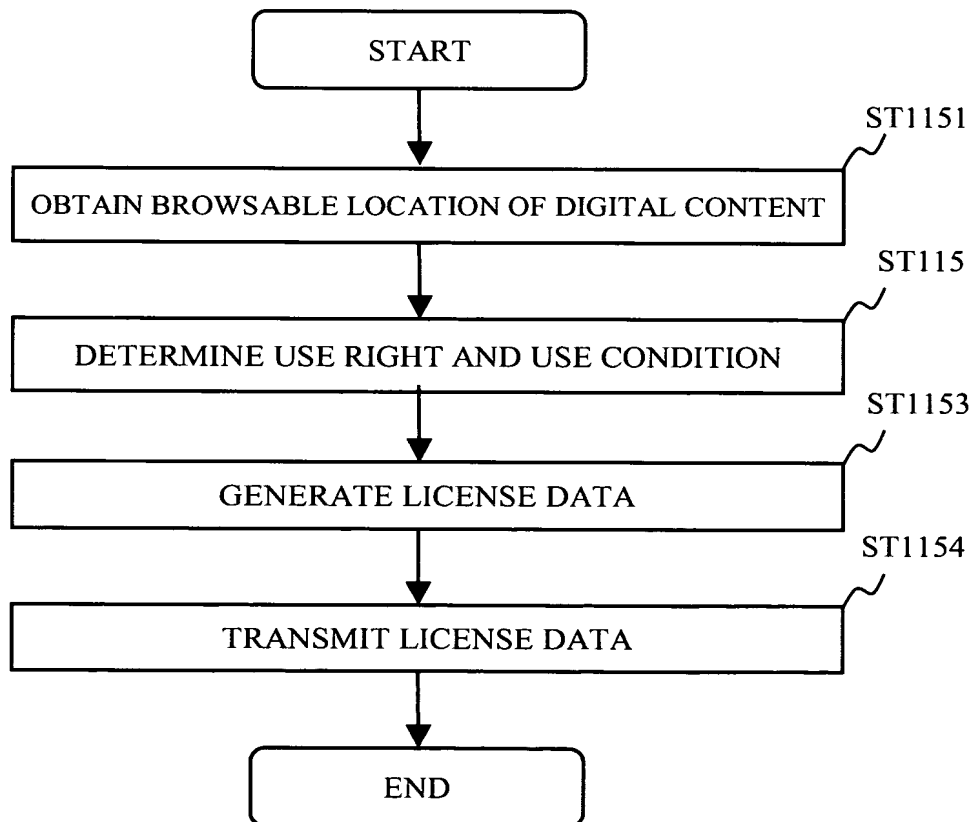 START
ST1151
OBTAIN BROWSABLE LOCATION OF DIGITAL CONTENT
ST115
DETERMINE USE RIGHT AND USE CONDITION
ST1153
GENERATE LICENSE DATA
ST1154
TRANSMIT LICENSE DATA
END